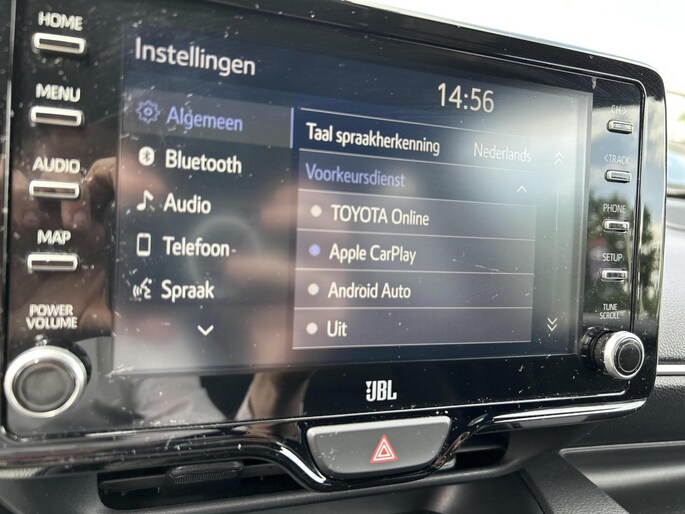 HOME
MENU
AUDIO
MAP
POWER
VOLUME
Instellingen
14:56
Algemeen
Bluetooth
Audio
Telefoon
Spraak
Taal spraakherkenning Nederlands
Voorkeursdienst
TOYOTA Online
Apple CarPlay
Android Auto
Uit
TRACK
PHONE
SETUP
TUNE
SCROLL
JBL